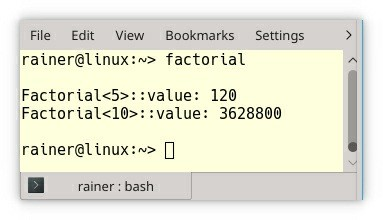 File Edit View Bookmarks Settings
rainer@linux:~> factorial
Factorial<5>::value: 120
Factorial<10>::value: 3628800
rainer@linux:~>
rainer : bash